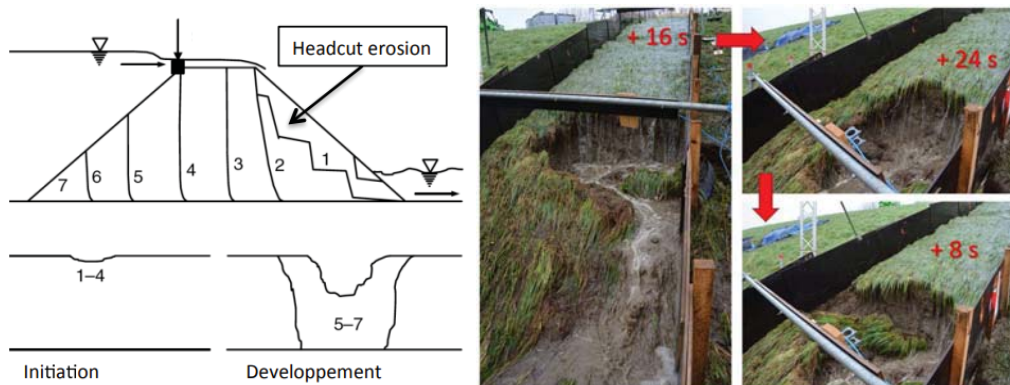 Headcut erosion
7
6
5
4
3
2
1
1–4
5–7
Initiation
Developpement
+ 16 s
+ 24 s
+ 8 s